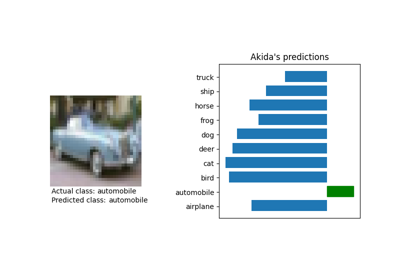 Akida's predictions
truck
ship
horse
frog
dog
deer
cat
bird
automobile
airplane
Actual class: automobile
Predicted class: automobile